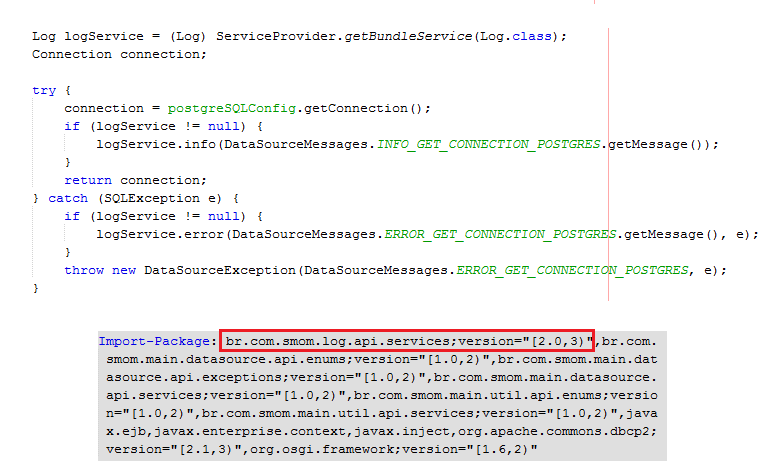 Log logService = (Log) ServiceProvider.getBundleService(Log.class);
Connection connection;
try {
connection = postgreSQLConfig.getConnection();
if (logService != null) {
logService.info(DataSourceMessages.INFO_GET_CONNECTION_POSTGRES.getMessage());
}
return connection;
} catch (SQLException e) {
if (logService != null) {
logService.error(DataSourceMessages.ERROR_GET_CONNECTION_POSTGRES.getMessage(), e);
}
throw new DataSourceException(DataSourceMessages.ERROR_GET_CONNECTION_POSTGRES, e);
}
Import-Package: br.com.smom.log.api.services;version="[2.0,3)",br.com.
smom.main.datasource.api.enums;version="[1.0,2)",br.com.smom.main.dat
asource.api.exceptions;version="[1.0,2)",br.com.smom.main.datasource.
api.services;version="[1.0,2)",br.com.smom.main.util.api.enums;versio
n="[1.0,2)",br.com.smom.main.util.api.services;version="[1.0,2)",java
x.ejb,javax.enterprise.context,javax.inject,org.apache.commons.dbcp2;
version="[2.1,3)",org.osgi.framework;version="[1.6,2)"